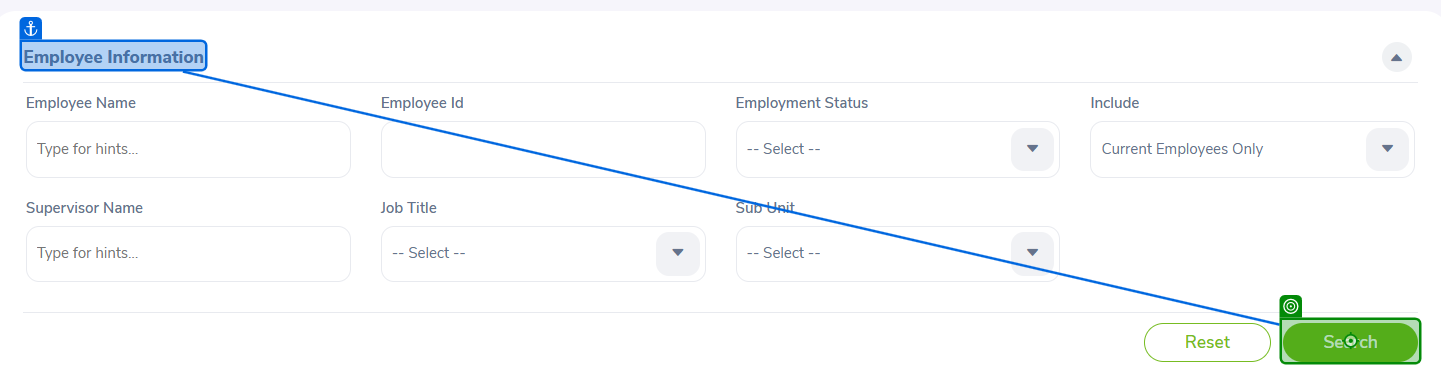 Employee Information
Employee Name Employee Id Employment Status Include
Type for hints... -- Select -- Current Employees Only
Supervisor Name Job Title Sub Unit
Type for hints... -- Select -- -- Select --
Reset Search